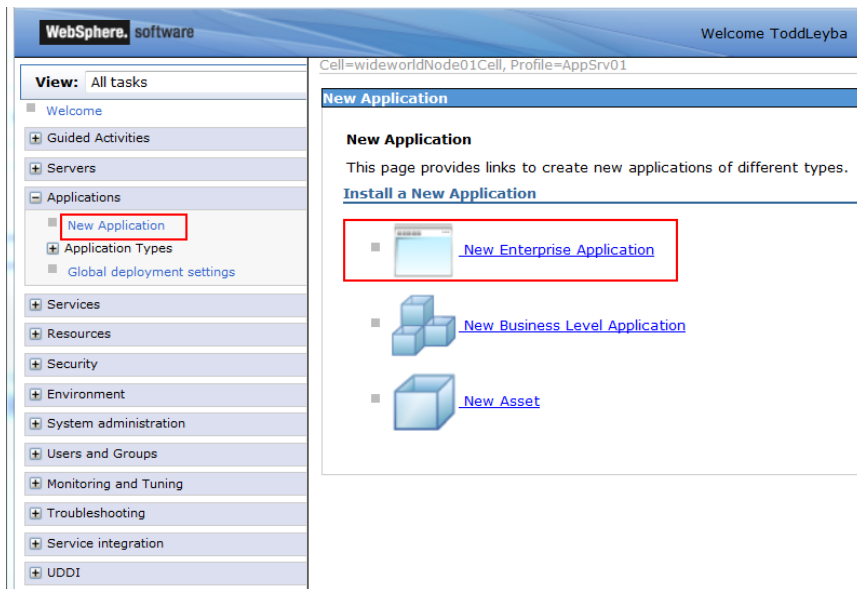 WebSphere. software
Welcome ToddLeyba
View: All tasks
Welcome
Guided Activities
Servers
Applications
New Application
Application Types
Global deployment settings
Services
Resources
Security
Environment
System administration
Users and Groups
Monitoring and Tuning
Troubleshooting
Service integration
UDDI
Cell=wideworldNode01Cell, Profile=AppSrv01
New Application
New Application
This page provides links to create new applications of different types.
Install a New Application
New Enterprise Application
New Business Level Application
New Asset